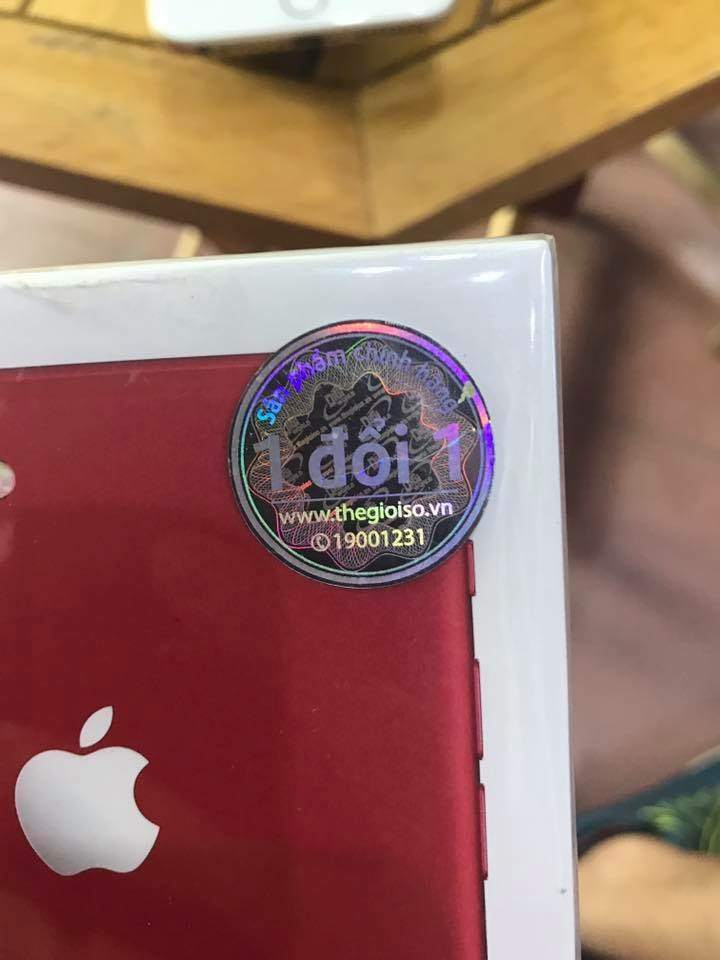 Sản phẩm chính hãng
1 đổi 1
www.thegioiso.vn
19001231